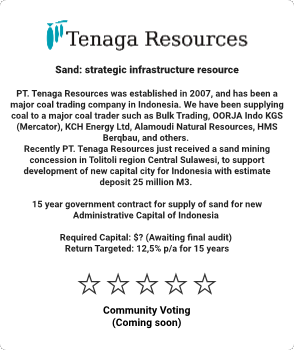 Tenaga Resources
Sand: strategic infrastructure resource
PT. Tenaga Resources was established in 2007, and has been a
major coal trading company in Indonesia. We have been supplying
coal to a major coal trader such as Bulk Trading, OORJA Indo KGS
(Mercator), KCH Energy Ltd, Alamoudi Natural Resources, HMS
Bergbau, and others.
Recently PT. Tenaga Resources just received a sand mining
concession in Tolitoli region Central Sulawesi, to support
development of new capital city for Indonesia with estimate
deposit 25 million M3.
15 year government contract for supply of sand for new
Administrative Capital of Indonesia
Required Capital: $? (Awaiting final audit)
Return Targeted: 12,5% p/a for 15 years
Community Voting
(Coming soon)